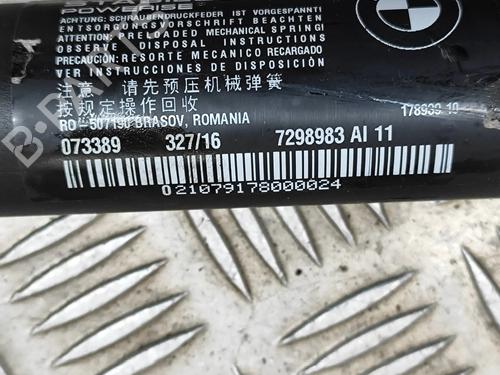 POWERISE
ACHTUNG: SCHRAUBENDRUCKFEDER IST VORGESPANNT!
ENTSORGUNGSVORSCHRIFT BEACHTEN
ATTENTION: PRELOADED MECHANICAL SPRING!
OBSERVE DISPOSAL INSTRUCTIONS
PRECAUCIÓN: RESORTE MECANICO RECARGADO
VER INSTRUCCIONES DE DISPOSICIÓN
注意： 请先预压机械弹簧
按规定操作回收
178939 10
RO - 507190 BRASOV, ROMANIA
073389 327/16 7298983 AI 11
021079178000024